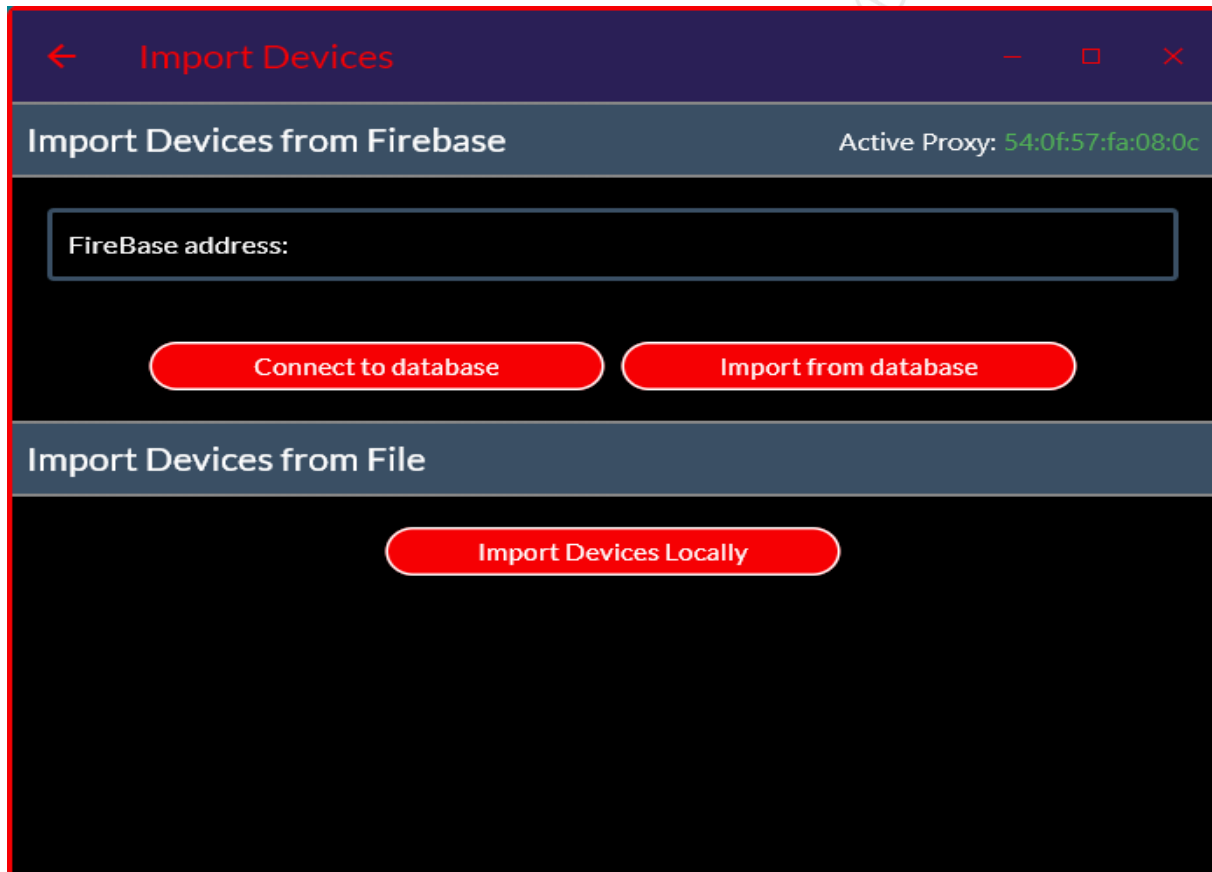 Import Devices
Import Devices from Firebase
Active Proxy: 54:0f:57:fa:08:0c
FireBase address:
Connect to database
Import from database
Import Devices from File
Import Devices Locally